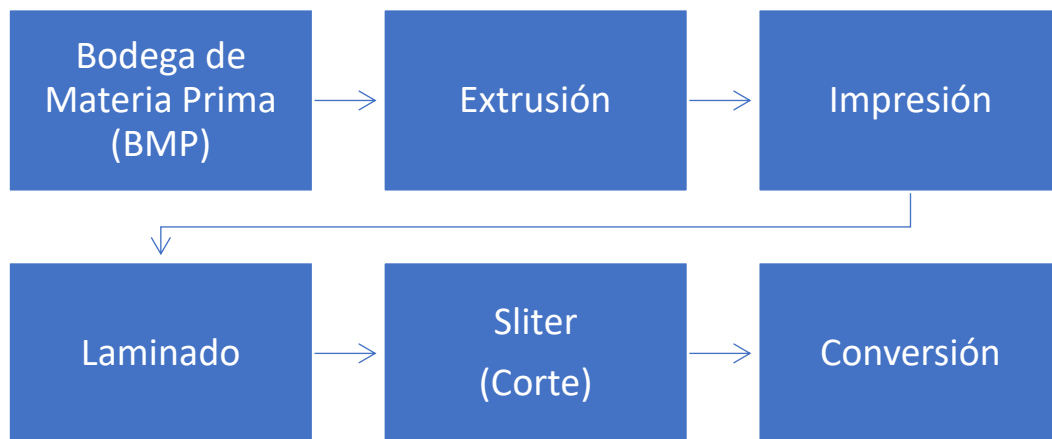 Bodega de
Materia Prima
(BMP)
Extrusión
Impresión
Laminado
Sliter
(Corte)
Conversión